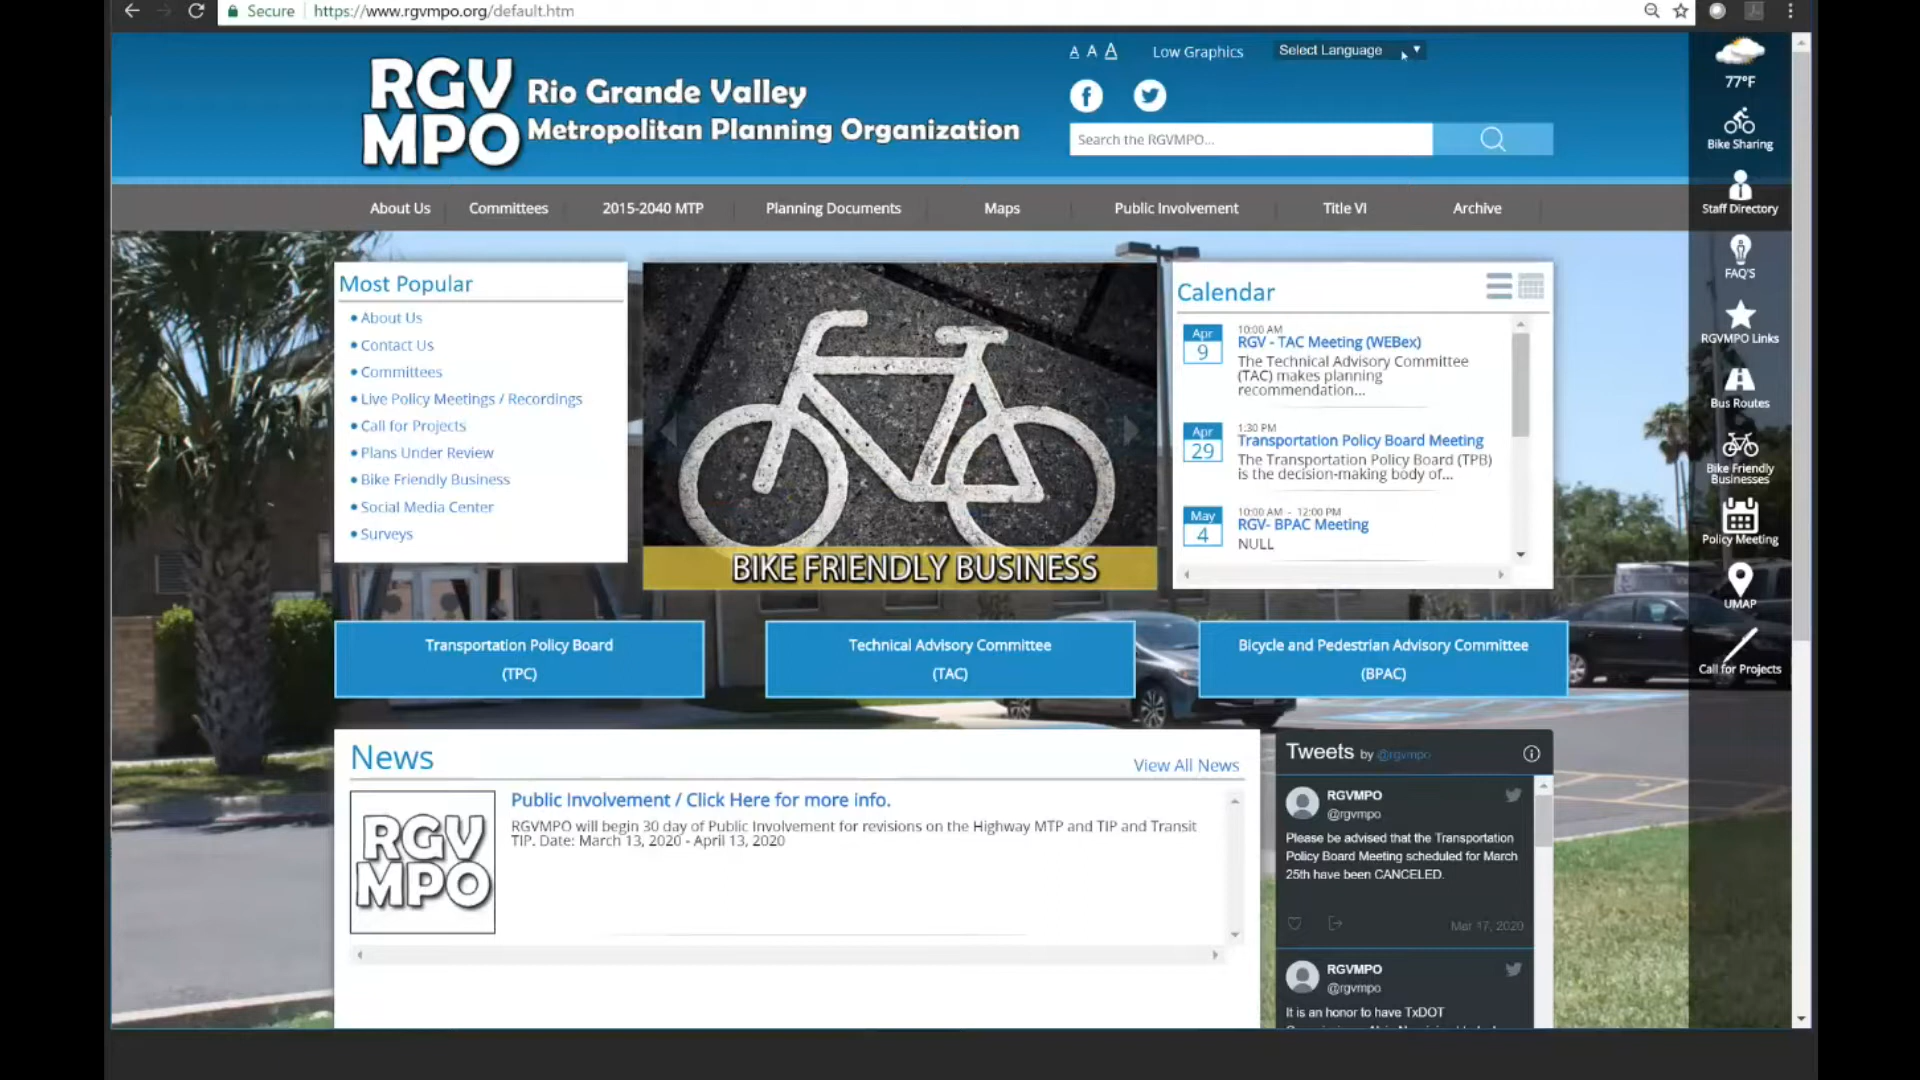 Secure https://www.rgvmpo.org/default.htm
RGV
MPO
Rio Grande Valley
Metropolitan Planning Organization
A A A Low Graphics Select Language
Search the RGVMPO...
77°F
Bike Sharing
Staff Directory
FAQ'S
RGVMPO Links
Bus Routes
Bike Friendly
Businesses
Policy Meeting
UMAP
Call for Projects
About Us Committees 2015-2040 MTP Planning Documents Maps Public Involvement Title VI Archive
Most Popular
• About Us
• Contact Us
• Committees
• Live Policy Meetings / Recordings
• Call for Projects
• Plans Under Review
• Bike Friendly Business
• Social Media Center
• Surveys
BIKE FRIENDLY BUSINESS
Calendar
Apr
9
10:00 AM
RGV - TAC Meeting (WEBex)
The Technical Advisory Committee
(TAC) makes planning
recommendation...
Apr
29
1:30 PM
Transportation Policy Board Meeting
The Transportation Policy Board (TPB)
is the decision-making body of...
May
4
10:00 AM - 12:00 PM
RGV- BPAC Meeting
NULL
Transportation Policy Board
(TPC)
Technical Advisory Committee
(TAC)
Bicycle and Pedestrian Advisory Committee
(BPAC)
News
View All News
RGV
MPO
Public Involvement / Click Here for more info.
RGVMPO will begin 30 day of Public Involvement for revisions on the Highway MTP and TIP and Transit
TIP. Date: March 13, 2020 - April 13, 2020
Tweets by @rgvmpo
RGVMPO
@rgvmpo
Please be advised that the Transportation
Policy Board Meeting scheduled for March
25th have been CANCELED.
Mar 17, 2020
RGVMPO
@rgvmpo
It is an honor to have TxDOT